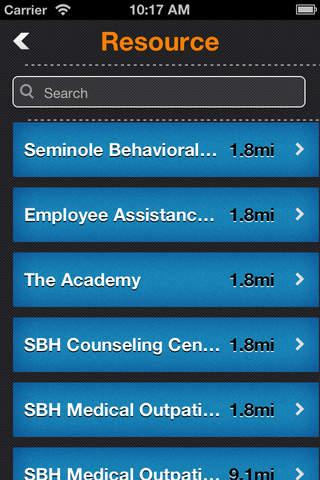 Carrier 10:17 AM
Resource
Search
Seminole Behavioral... 1.8mi
Employee Assistanc... 1.8mi
The Academy 1.8mi
SBH Counseling Cen... 1.8mi
SBH Medical Outpati... 1.8mi
SBH Medical Outpati... 9.1mi